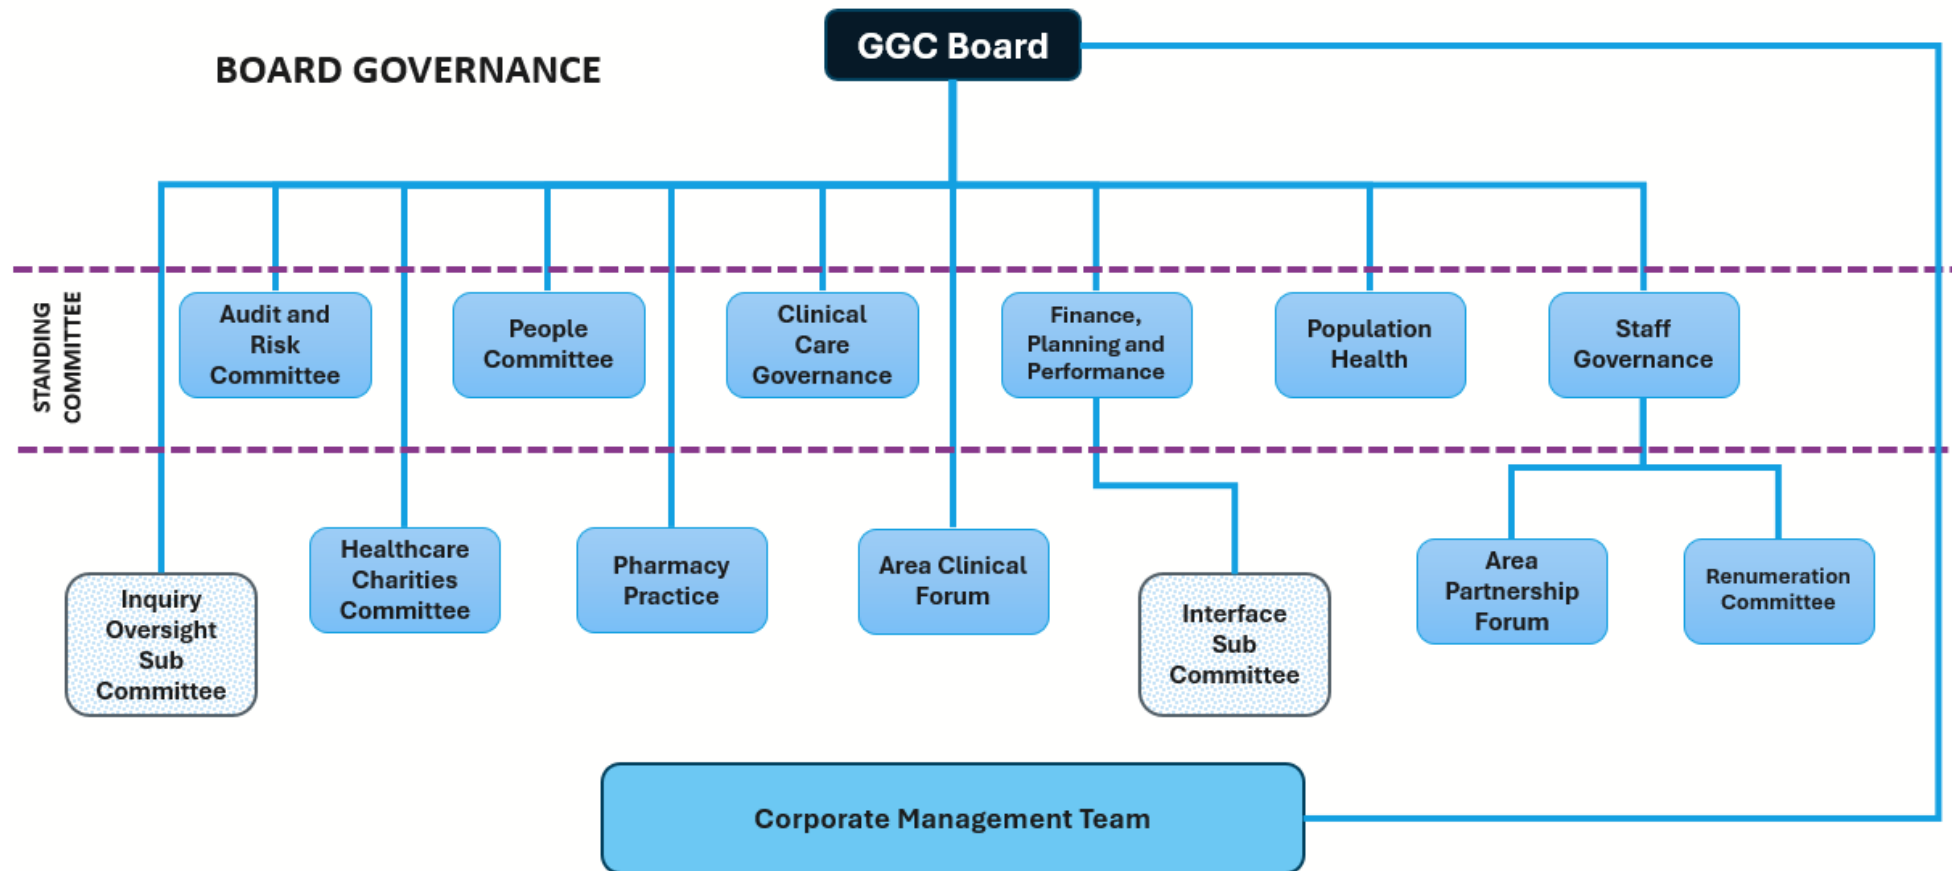 GGC Board
BOARD GOVERNANCE
STANDING
COMMITTEE
Audit and
Risk
Committee
People
Committee
Clinical
Care
Governance
Finance,
Planning and
Performance
Population
Health
Staff
Governance
Inquiry
Oversight
Sub
Committee
Healthcare
Charities
Committee
Pharmacy
Practice
Area Clinical
Forum
Interface
Sub
Committee
Area
Partnership
Forum
Renumeration
Committee
Corporate Management Team